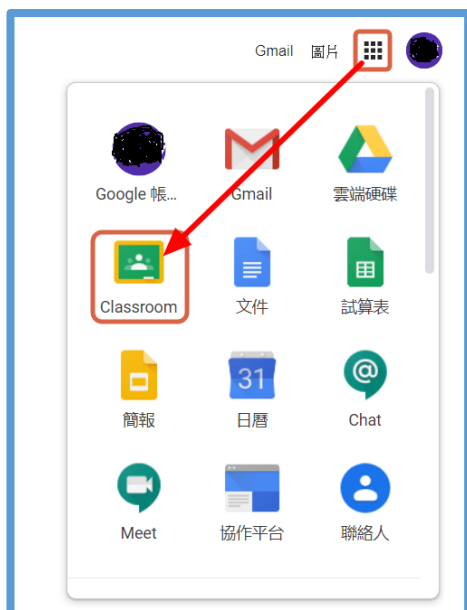 Gmail 圖片
Google 帳... Gmail 雲端硬碟
Classroom 文件 試算表
31
簡報 日曆 Chat
Meet 協作平台 聯絡人